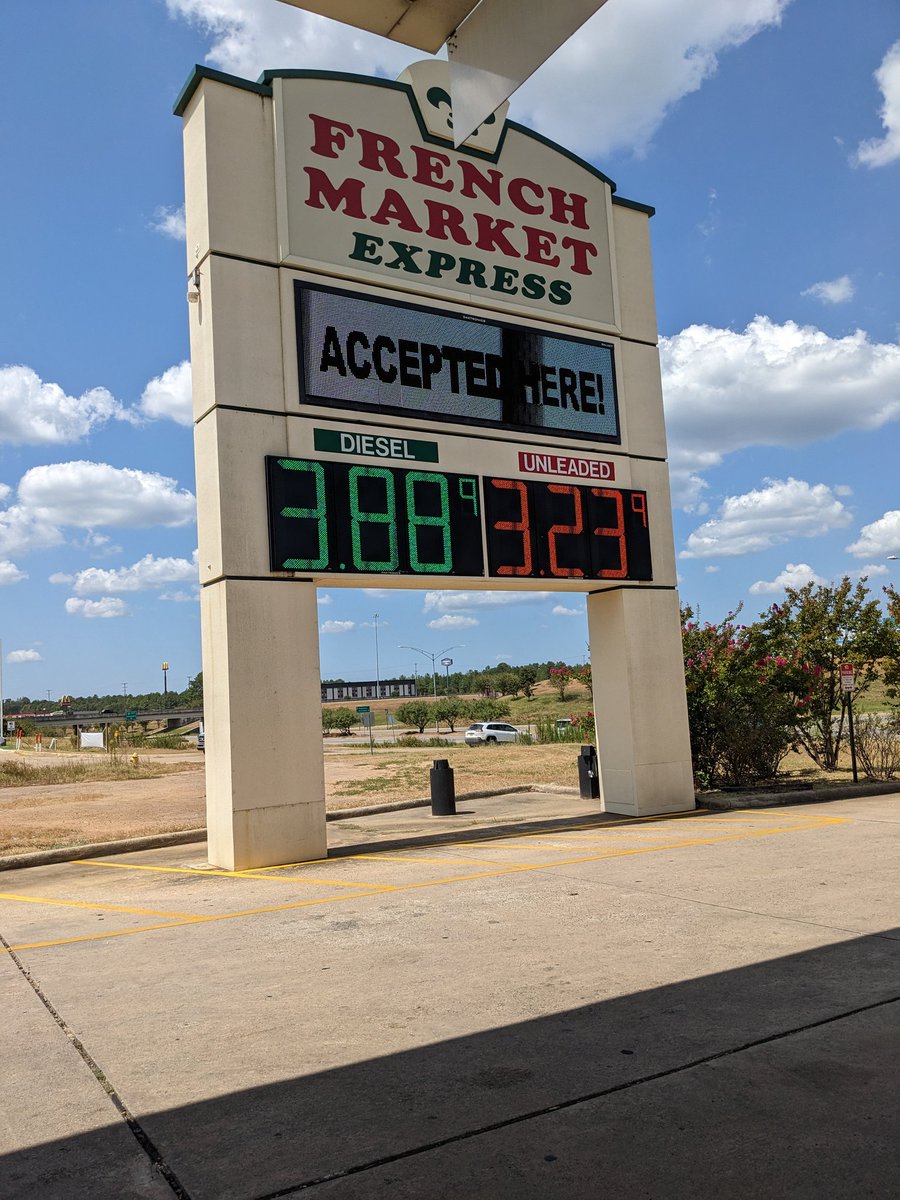 FRENCH
MARKET
EXPRESS
ACCEPTED HERE!
DIESEL
UNLEADED
3.88 9
3.23 9